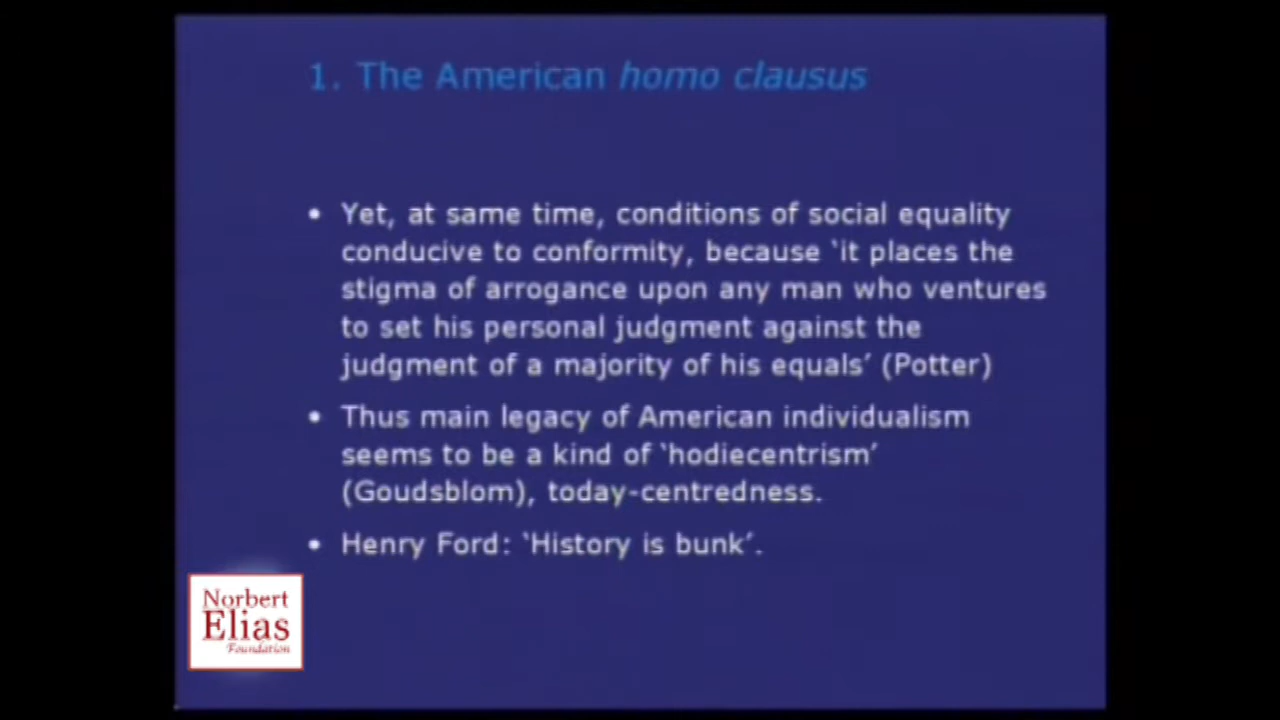 1. The American homo clausus
• Yet, at same time, conditions of social equality
conducive to conformity, because ‘it places the
stigma of arrogance upon any man who ventures
to set his personal judgment against the
judgment of a majority of his equals’ (Potter)
• Thus main legacy of American individualism
seems to be a kind of ‘hodiecentrism’
(Goudsblom), today-centredness.
• Henry Ford: ‘History is bunk’.
Norbert
Elias
Foundation